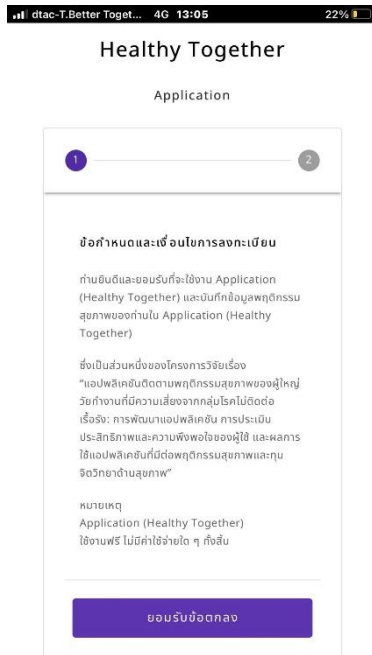 dtac-T.Better Toget... 4G 13:05 22%
Healthy Together
Application
1 2
ข้อกำหนดและเงื่อนไขการลงทะเบียน
ท่านยินดีและยอมรับที่จะใช้งาน Application
(Healthy Together) และบันทึกข้อมูลพฤติกรรม
สุขภาพของท่านใน Application (Healthy
Together)
ซึ่งเป็นส่วนหนึ่งของโครงการวิจัยเรื่อง
“แอปพลิเคชันติดตามพฤติกรรมสุขภาพของผู้ใหญ่
วัยทำงานที่มีความเสี่ยงจากกลุ่มโรคไม่ติดต่อ
เรื้อรัง: การพัฒนาแอปพลิเคชัน การประเมิน
ประสิทธิภาพและความพึงพอใจของผู้ใช้ และผลการ
ใช้แอปพลิเคชันที่มีต่อพฤติกรรมสุขภาพและทุน
จิตวิทยาด้านสุขภาพ”
หมายเหตุ
Application (Healthy Together)
ใช้งานฟรี ไม่มีค่าใช้จ่ายใด ๆ ทั้งสิ้น
ยอมรับข้อตกลง